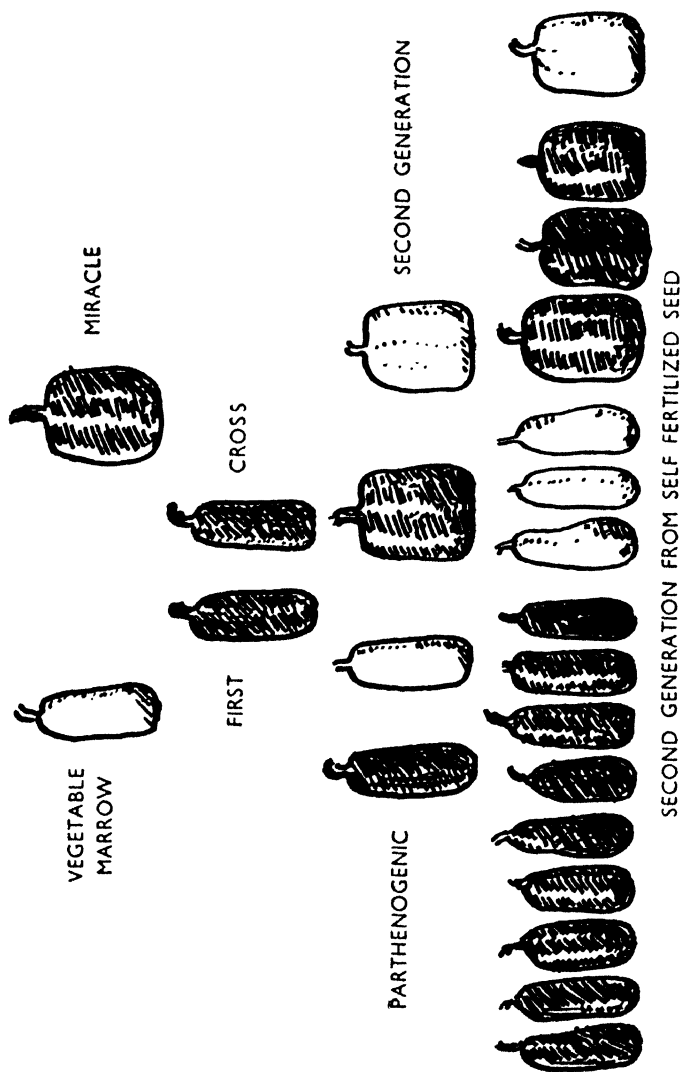 VEGETABLE
MARROW
MIRACLE
FIRST
CROSS
PARTHENOGENIC
SECOND GENERATION
SECOND GENERATION FROM SELF FERTILIZED SEED